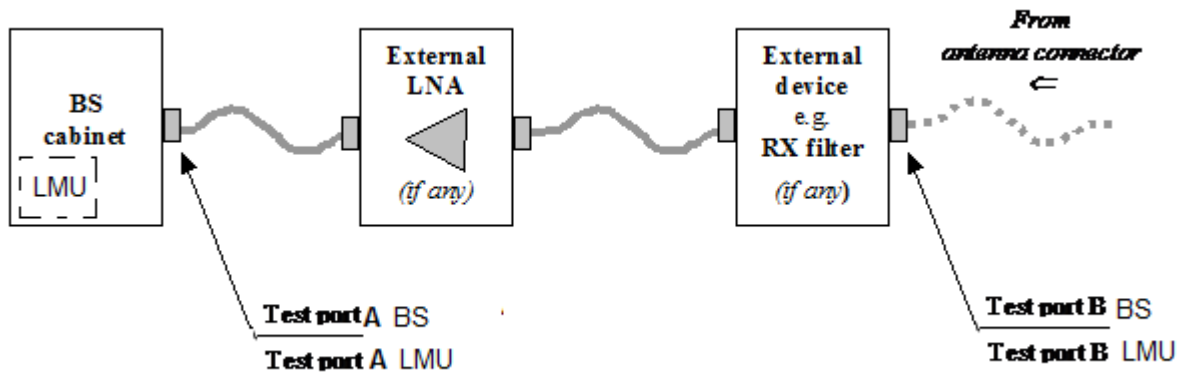 BS
cabinet
LMU
External
LNA
(if any)
External
device
e.g.
RX filter
(if any)
From
antenna connector
⇐
Test port A BS
Test port A LMU
Test port B BS
Test port B LMU